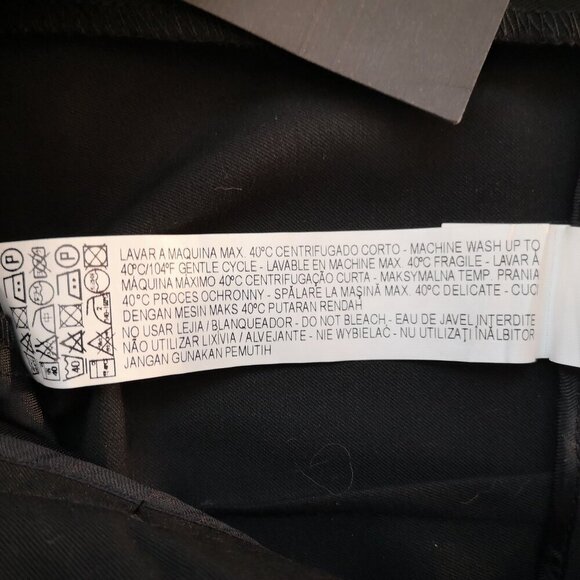 LAVAR A MAQUINA MAX. 40ºC CENTRIFUGADO CORTO - MACHINE WASH UP TO
40ºC/104ºF GENTLE CYCLE - LAVABLE EN MACHINE MAX. 40ºC FRAGILE - LAVAR À
MÁQUINA MÁXIMO 40ºC CENTRIFUGAÇÃO CURTA - MAKSYMALNA TEMP. PRANIA
40ºC PROCES OCHRONNY - SPĂLARE LA MAŞINĂ MAX. 40ºC DELICATE - CUCI
DENGAN MESIN MAKS 40ºC PUTARAN RENDAH
NO USAR LEJIA / BLANQUEADOR - DO NOT BLEACH - EAU DE JAVEL INTERDITE
NÃO UTILIZAR LIXÍVIA / ALVEJANTE - NIE WYBIELAĆ - NU UTILIZAŢI ÎNĂLBITOR
JANGAN GUNAKAN PEMUTIH
P
40
P